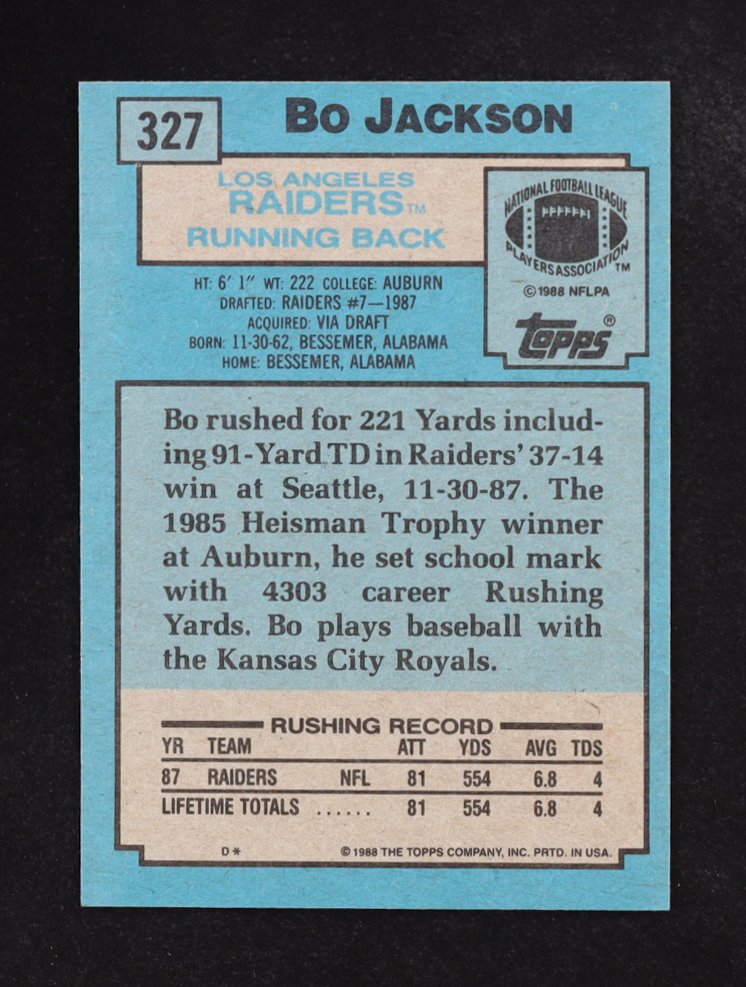 327
BO JACKSON
LOS ANGELES
RAIDERS™
RUNNING BACK
NATIONAL FOOTBALL LEAGUE
PLAYERS ASSOCIATION™
©1988 NFLPA
topps®
HT: 6' 1" WT: 222 COLLEGE: AUBURN
DRAFTED: RAIDERS #7—1987
ACQUIRED: VIA DRAFT
BORN: 11-30-62, BESSEMER, ALABAMA
HOME: BESSEMER, ALABAMA
Bo rushed for 221 Yards includ-
ing 91-Yard TD in Raiders' 37-14
win at Seattle, 11-30-87. The
1985 Heisman Trophy winner
at Auburn, he set school mark
with 4303 career Rushing
Yards. Bo plays baseball with
the Kansas City Royals.
RUSHING RECORD
YR TEAM ATT YDS AVG TDS
87 RAIDERS NFL 81 554 6.8 4
LIFETIME TOTALS ...... 81 554 6.8 4
D* ©1988 THE TOPPS COMPANY, INC. PRTD. IN USA.